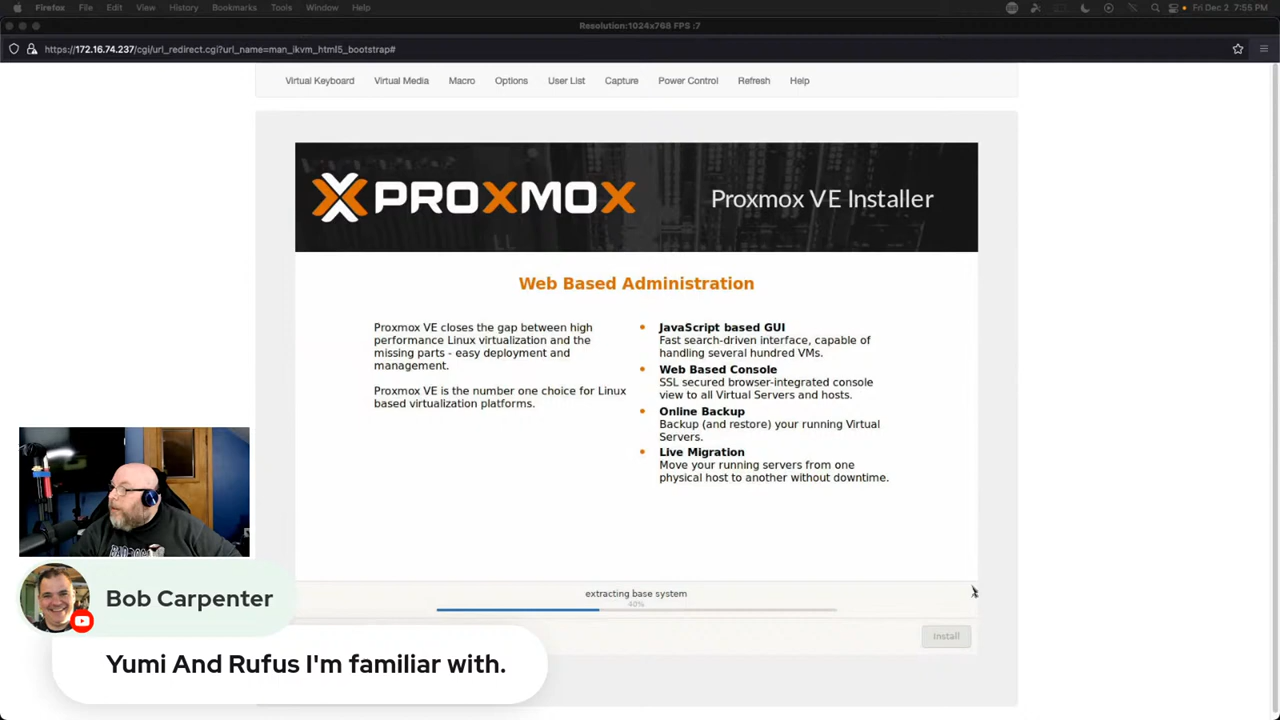 Firefox File Edit View History Bookmarks Tools Window Help
Fri Dec 2 7:55 PM
Resolution:1024x768 FPS :7
https://172.16.74.237/cgi/url_redirect.cgi?url_name=man_ikvm_html5_bootstrap#
Virtual Keyboard Virtual Media Macro Options User List Capture Power Control Refresh Help
PROXMOX
Proxmox VE Installer
Web Based Administration
Proxmox VE closes the gap between high
performance Linux virtualization and the
missing parts - easy deployment and
management.
Proxmox VE is the number one choice for Linux
based virtualization platforms.
JavaScript based GUI
Fast search-driven interface, capable of
handling several hundred VMs.
Web Based Console
SSL secured browser-integrated console
view to all Virtual Servers and hosts.
Online Backup
Backup (and restore) your running Virtual
Servers.
Live Migration
Move your running servers from one
physical host to another without downtime.
extracting base system
40%
Install
Bob Carpenter
Yumi And Rufus I'm familiar with.